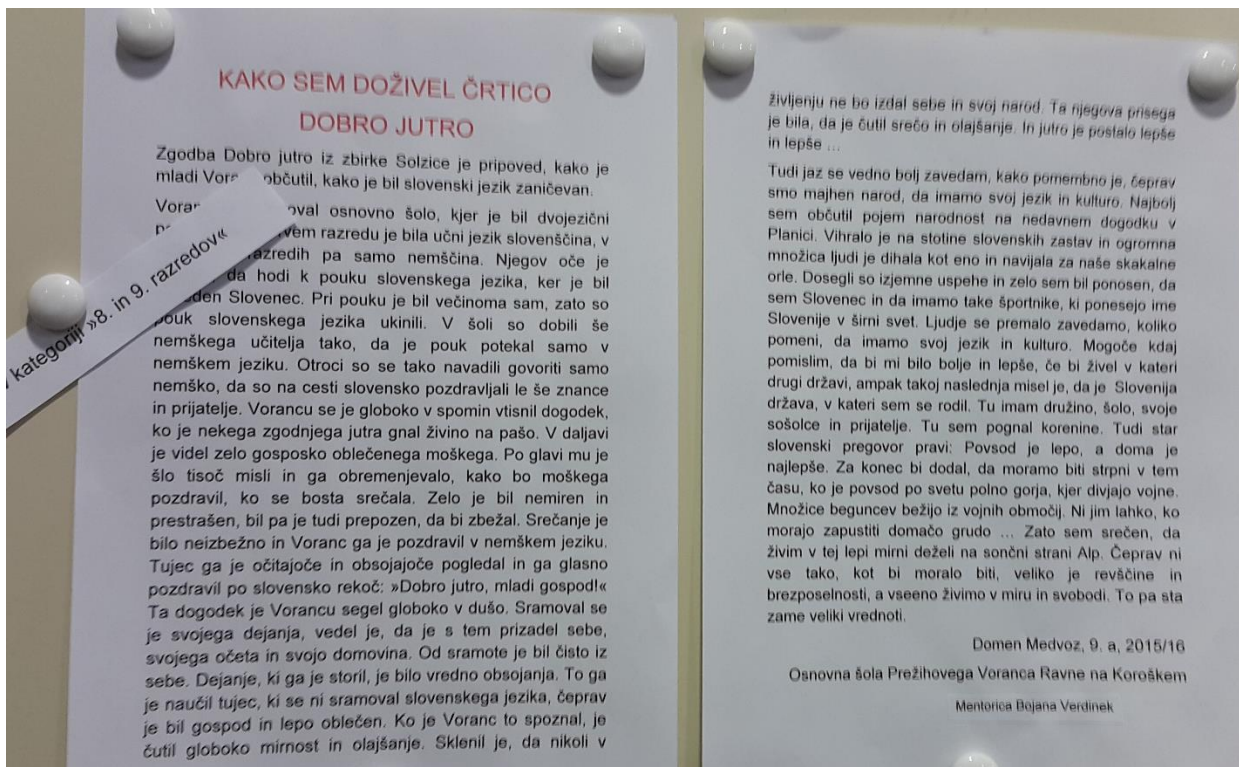 KAKO SEM DOŽIVEL ČRTICO
DOBRO JUTRO
Zgodba Dobro jutro iz zbirke Solzice je pripoved, kako je
mladi občutil, kako je bil slovenski jezik zaničevan.
osnovno šolo, kjer je bil dvojezični
razredu je bila učni jezik slovenščina, v
pa samo nemščina. Njegov oče je
da hodi k pouku slovenskega jezika, ker je bil
Slovenec. Pri pouku je bil večinoma sam, zato so
pouk slovenskega jezika ukinili. V šoli so dobili še
nemškega učitelja tako, da je pouk potekal samo v
nemškem jeziku. Otroci so se tako navadili govoriti samo
nemško, da so na cesti slovensko pozdravljali le še znance
in prijatelje. Vorancu se je globoko v spomin vtisnil dogodek,
ko je nekega zgodnjega jutra gnal živino na pašo. V daljavi
je videl zelo gosposko oblečenega moškega. Po glavi mu je
šlo tisoč misli in ga obremenjevalo, kako bo moškega
pozdravil, ko se bosta srečala. Zelo je bil nemiren in
prestrašen, bil pa je tudi prepozen, da bi zbežal. Srečanje je
bilo neizbežno in Voranc ga je pozdravil v nemškem jeziku.
Tujec ga je očitajoče in obsojajoče pogledal in ga glasno
pozdravil po slovensko rekoč: »Dobro jutro, mladi gospod!«
Ta dogodek je Vorancu segel globoko v dušo. Sramoval se
je svojega dejanja, vedel je, da je s tem prizadel sebe,
svojega očeta in svojo domovina. Od sramote je bil čisto iz
sebe. Dejanje, ki ga je storil, je bilo vredno obsojanja. To ga
je naučil tujec, ki se ni sramoval slovenskega jezika, čeprav
je bil gospod in lepo oblečen. Ko je Voranc to spoznal, je
čutil globoko mirnost in olajšanje. Sklenil je, da nikoli v
kategoriji »8. in 9. razredov«
življenju ne bo izdal sebe in svoj narod. Ta njegova prisega
je bila, da je čutil srečo in olajšanje. In jutro je postalo lepše
in lepše ...
Tudi jaz se vedno bolj zavedam, kako pomembno je, čeprav
smo majhen narod, da imamo svoj jezik in kulturo. Najbolj
sem občutil pojem narodnost na nedavnem dogodku v
Planici. Vihralo je na stotine slovenskih zastav in ogromna
množica ljudi je dihala kot eno in navijala za naše skakalne
orle. Dosegli so izjemne uspehe in zelo sem bil ponosen, da
sem Slovenec in da imamo take športnike, ki ponesejo ime
Slovenije v širni svet. Ljudje se premalo zavedamo, koliko
pomeni, da imamo svoj jezik in kulturo. Mogoče kdaj
pomislim, da bi mi bilo bolje in lepše, če bi živel v kateri
drugi državi, ampak takoj naslednja misel je, da je Slovenija
država, v kateri sem se rodil. Tu imam družino, šolo, svoje
sošolce in prijatelje. Tu sem pognal korenine. Tudi star
slovenski pregovor pravi: Povsod je lepo, a doma je
najlepše. Za konec bi dodal, da moramo biti strpni v tem
času, ko je povsod po svetu polno gorja, kjer divjajo vojne.
Množice beguncev bežijo iz vojnih območij. Ni jim lahko, ko
morajo zapustiti domačo grudo ... Zato sem srečen, da
živim v tej lepi mirni deželi na sončni strani Alp. Čeprav ni
vse tako, kot bi moralo biti, veliko je revščine in
brezposelnosti, a vseeno živimo v miru in svobodi. To pa sta
zame veliki vrednoti.
Domen Medvoz, 9. a, 2015/16
Osnovna šola Prežihovega Voranca Ravne na Koroškem
Mentorica Bojana Verdinek